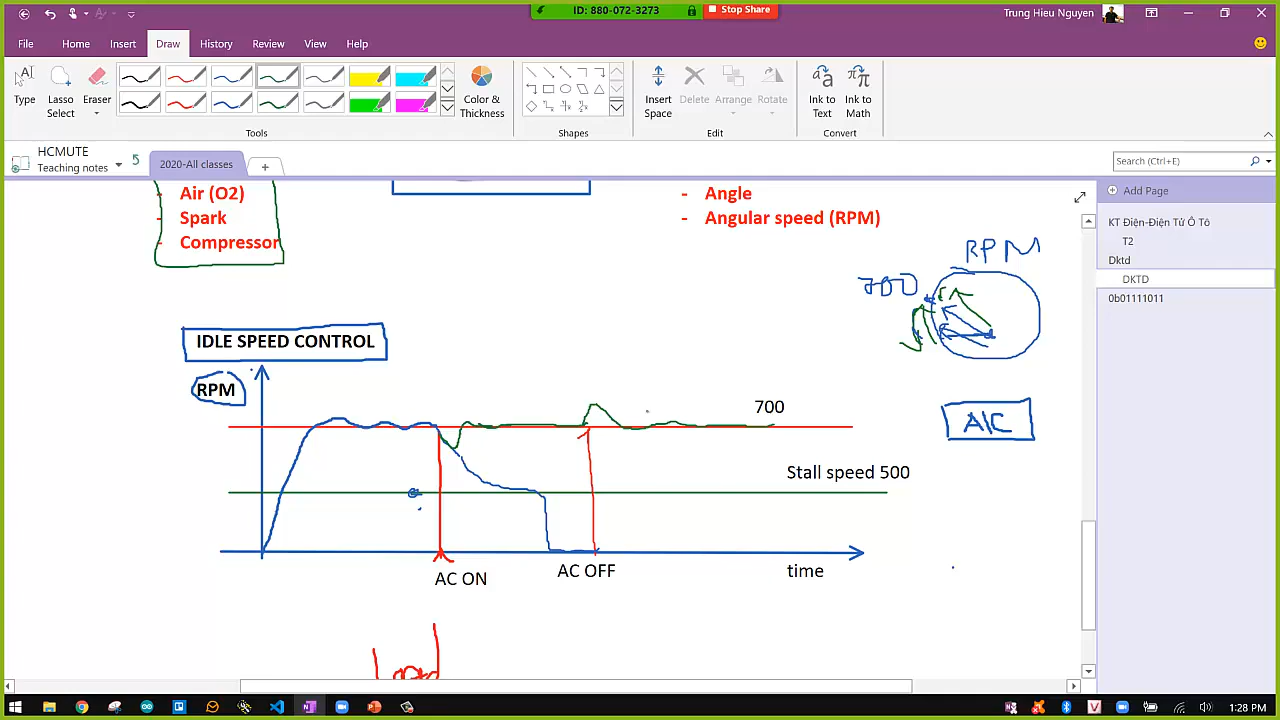 ID: 880-072-3273
Stop Share
Trung Hieu Nguyen
File
Home
Insert
Draw
History
Review
View
Help
Type
Lasso Select
Eraser
Color & Thickness
Insert Space
Delete
Arrange
Rotate
Ink to Text
Ink to Math
Tools
Shapes
Edit
Convert
HCMUTE
Teaching notes
5
2020-All classes
Search (Ctrl+E)
Add Page
KT Điện-Điện Tử Ô Tô
T2
Dktd
DKTD
0b01111011
- Air (O2)
- Spark
- Compressor
- Angle
- Angular speed (RPM)
RPM
700
IDLE SPEED CONTROL
RPM
700
A/C
Stall speed 500
AC ON
AC OFF
time
Load
1:28 PM